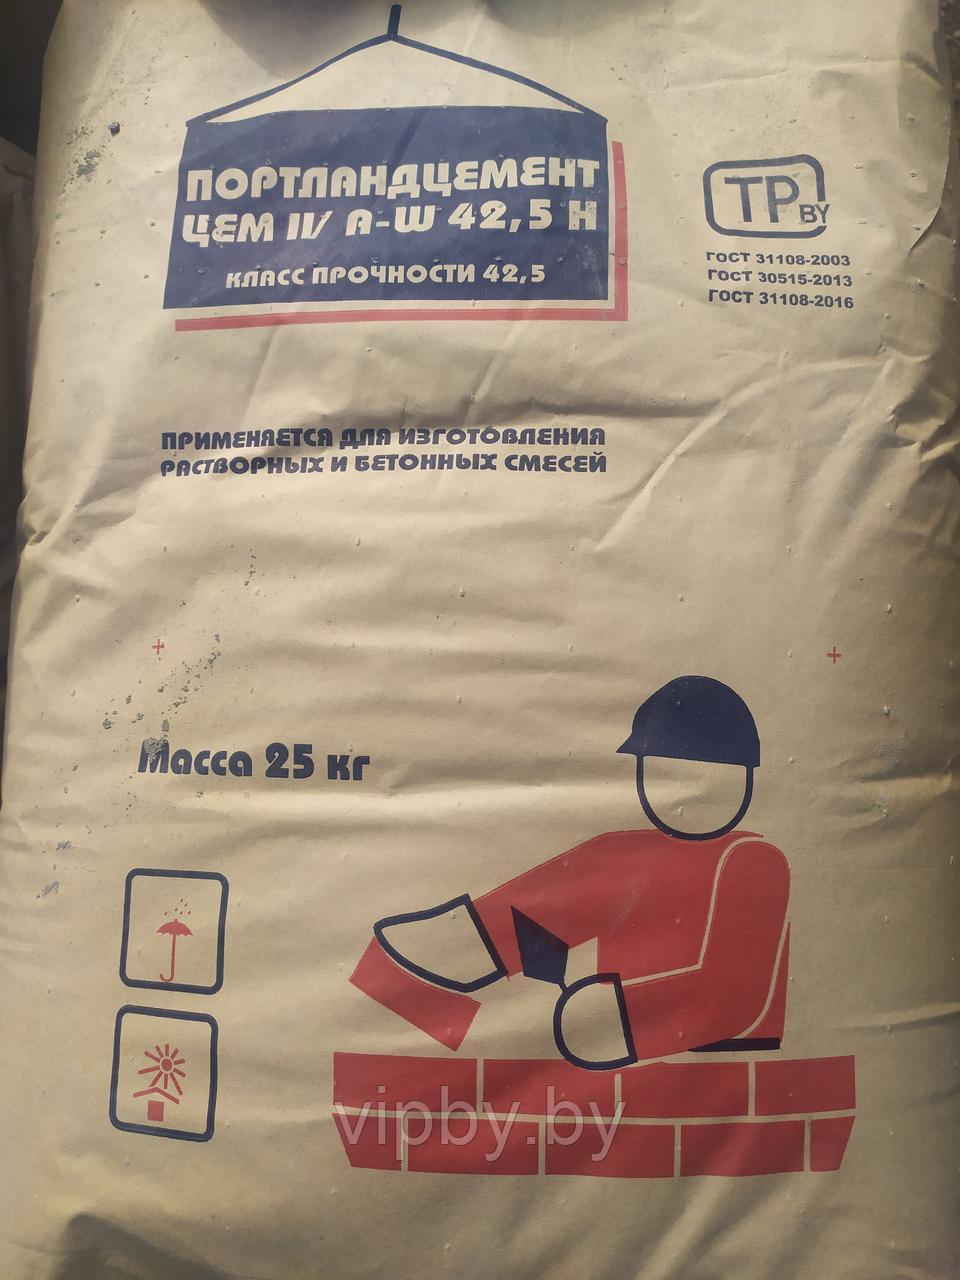 ПОРТЛАНДЦЕМЕНТ
ЦЕМ II/ А-Ш 42,5 Н
КЛАСС ПРОЧНОСТИ 42,5
ТР BY
ГОСТ 31108-2003
ГОСТ 30515-2013
ГОСТ 31108-2016
ПРИМЕНЯЕТСЯ ДЛЯ ИЗГОТОВЛЕНИЯ
РАСТВОРНЫХ И БЕТОННЫХ СМЕСЕЙ
Масса 25 кг
vipby.by